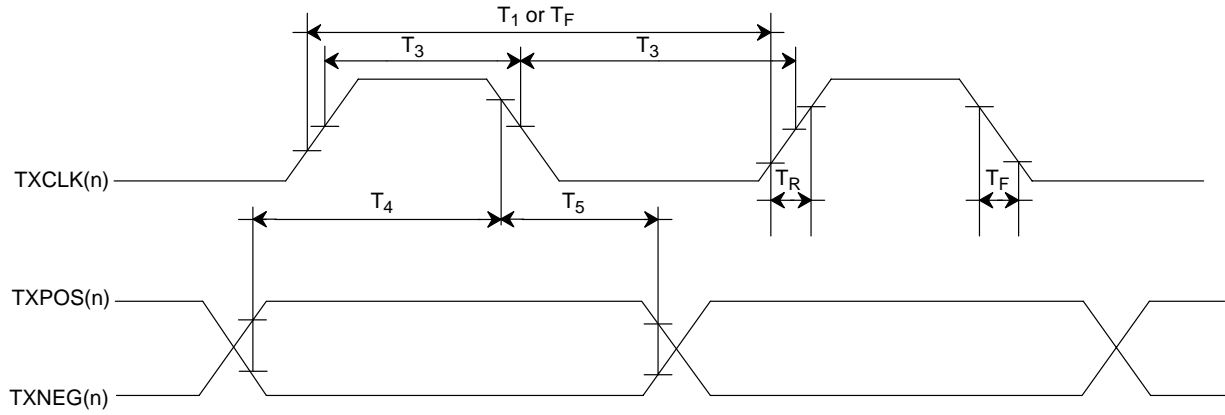 T1 or TF
T3
T3
TXCLK(n)
TR
TF
T4
T5
TXPOS(n)
TXNEG(n)